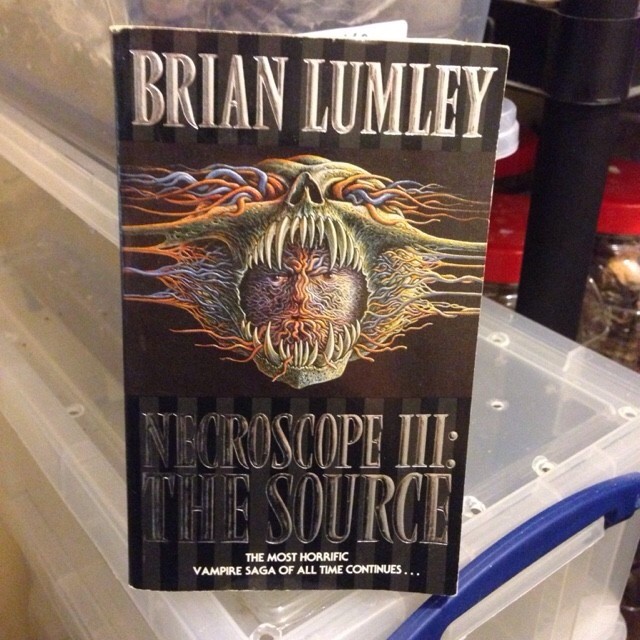 BRIAN LUMLEY
NECROSCOPE III:
THE SOURCE
THE MOST HORRIFIC
VAMPIRE SAGA OF ALL TIME CONTINUES . . .